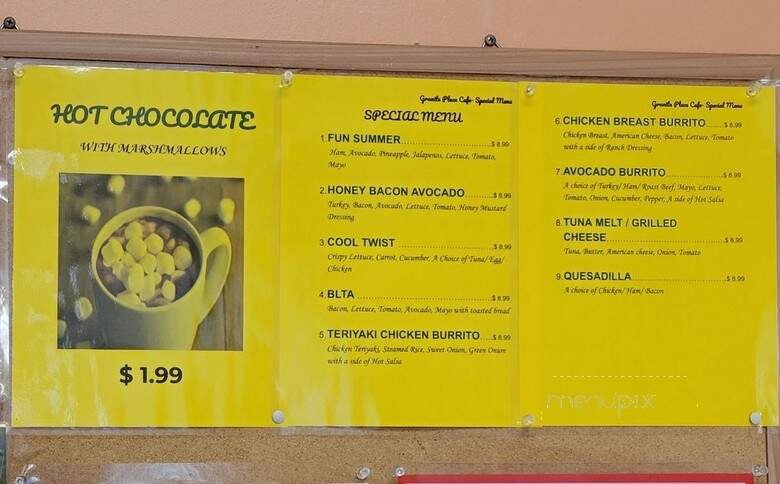 HOT CHOCOLATE
WITH MARSHMALLOWS
$ 1.99
Granite Place Cafe- Special Menu
SPECIAL MENU
1. FUN SUMMER.....................$ 8.99
Ham, Avocado, Pineapple, Jalapenos, Lettuce, Tomato,
Mayo
2. HONEY BACON AVOCADO ..........$ 8.99
Turkey, Bacon, Avocado, Lettuce, Tomato, Honey Mustard
Dressing
3. COOL TWIST ..............................$ 8.99
Crispy Lettuce, Carrot, Cucumber, A Choice of Tuna/ Egg/
Chicken
4. BLTA .........................................$ 8.99
Bacon, Lettuce, Tomato, Avocado, Mayo with toasted bread
5. TERIYAKI CHICKEN BURRITO.....$ 8.99
Chicken Teriyaki, Steamed Rice, Sweet Onion, Green Onion
with a side of Hot Salsa
Granite Place Cafe- Special Menu
6. CHICKEN BREAST BURRITO.....$ 8.99
Chicken Breast, American Cheese, Bacon, Lettuce, Tomato
with a side of Ranch Dressing
7. AVOCADO BURRITO.................$ 8.99
A choice of Turkey/ Ham/ Roast Beef, Mayo, Lettuce,
Tomato, Onion, Cucumber, Pepper, A side of Hot Salsa
8. TUNA MELT / GRILLED
CHEESE...................................$ 8.99
Tuna, Butter, American cheese, Onion, Tomato
9. QUESADILLA...........................$ 8.99
A choice of Chicken/ Ham/ Bacon
menupix